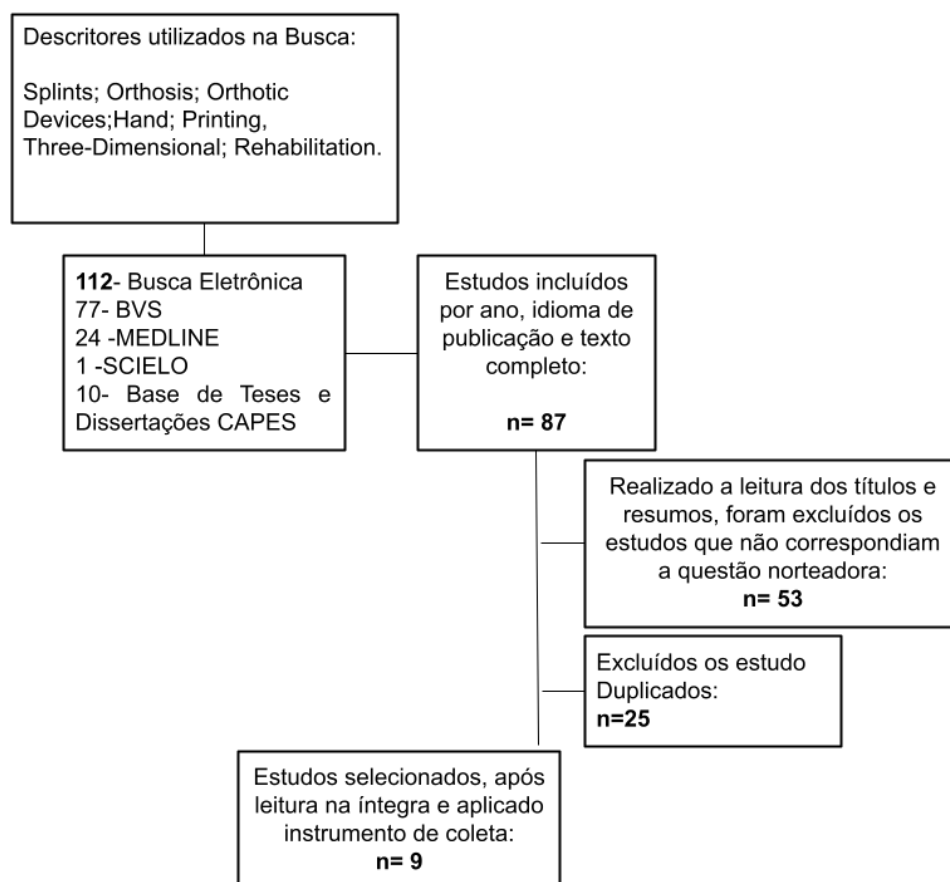 Descritores utilizados na Busca:
Splints; Orthosis; Orthotic
Devices;Hand; Printing,
Three-Dimensional; Rehabilitation.
112- Busca Eletrônica
77- BVS
24 -MEDLINE
1 -SCIELO
10- Base de Teses e
Dissertações CAPES
Estudos incluídos
por ano, idioma de
publicação e texto
completo:
n= 87
Realizado a leitura dos títulos e
resumos, foram excluídos os
estudos que não correspondiam
a questão norteadora:
n= 53
Excluídos os estudo
Duplicados:
n=25
Estudos selecionados, após
leitura na íntegra e aplicado
instrumento de coleta:
n= 9